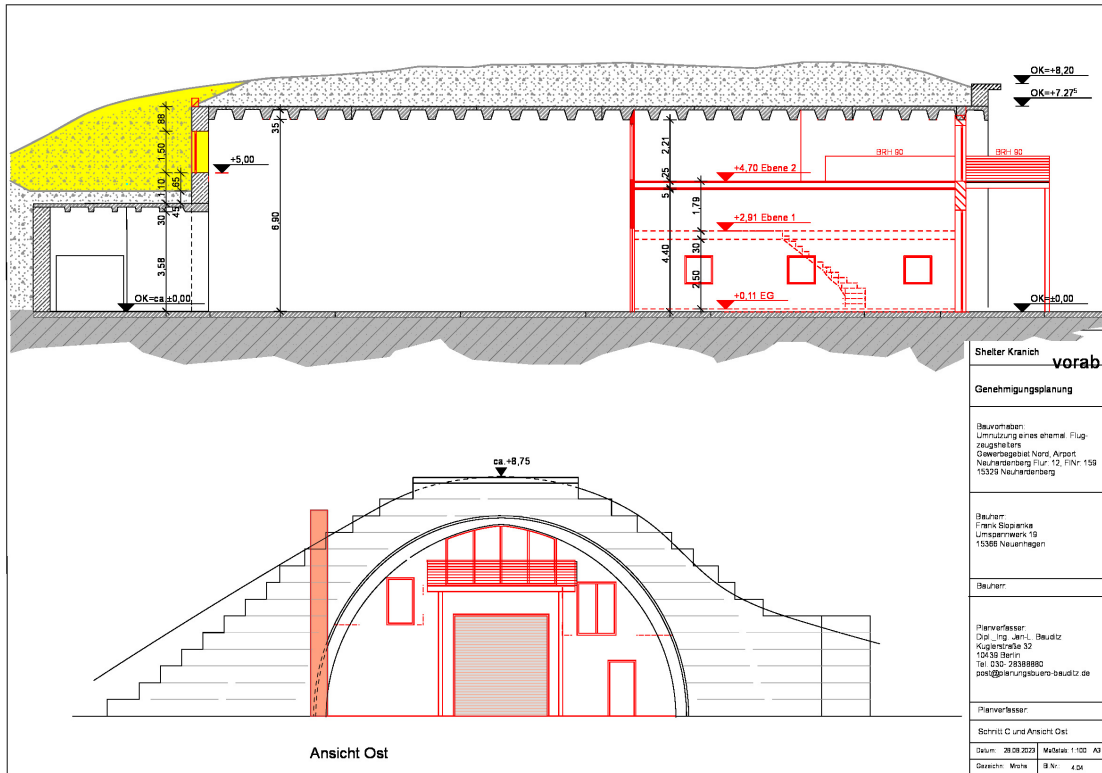 OK=+8,20
OK=+7.27⁵
88
35
1,50
+5,00
2,21
BRH 90
BRH 90
+4,70 Ebene 2
1,10
,65
25
5
45
30
1,79
6,90
+2,91 Ebene 1
4,40
30
3,58
2,50
OK=ca.±0,00
+0,11 EG
OK=±0,00
Shelter Kranich
vorab
Genehmigungsplanung
Bauvorhaben:
Umnutzung eines ehemal. Flug-
zeugshelters
Gewerbegebiet Nord, Airport
Neuhardenberg Flur: 12, FlNr: 159
15329 Neuhardenberg
Bauherr:
Frank Slopianka
Umspannwerk 19
15366 Neuenhagen
Bauherr:
Planverfasser:
Dipl._Ing. Jan-L. Bauditz
Kuglerstraße 32
10439 Berlin
Tel. 030- 28388880
post@planungsbuero-bauditz.de
Planverfasser:
Schnitt C und Ansicht Ost
Datum: 28.09.2023 Maßstab: 1:100 A3
Gezeichn: Mrohs Bl.Nr.: 4.04
ca.+8,75
Ansicht Ost